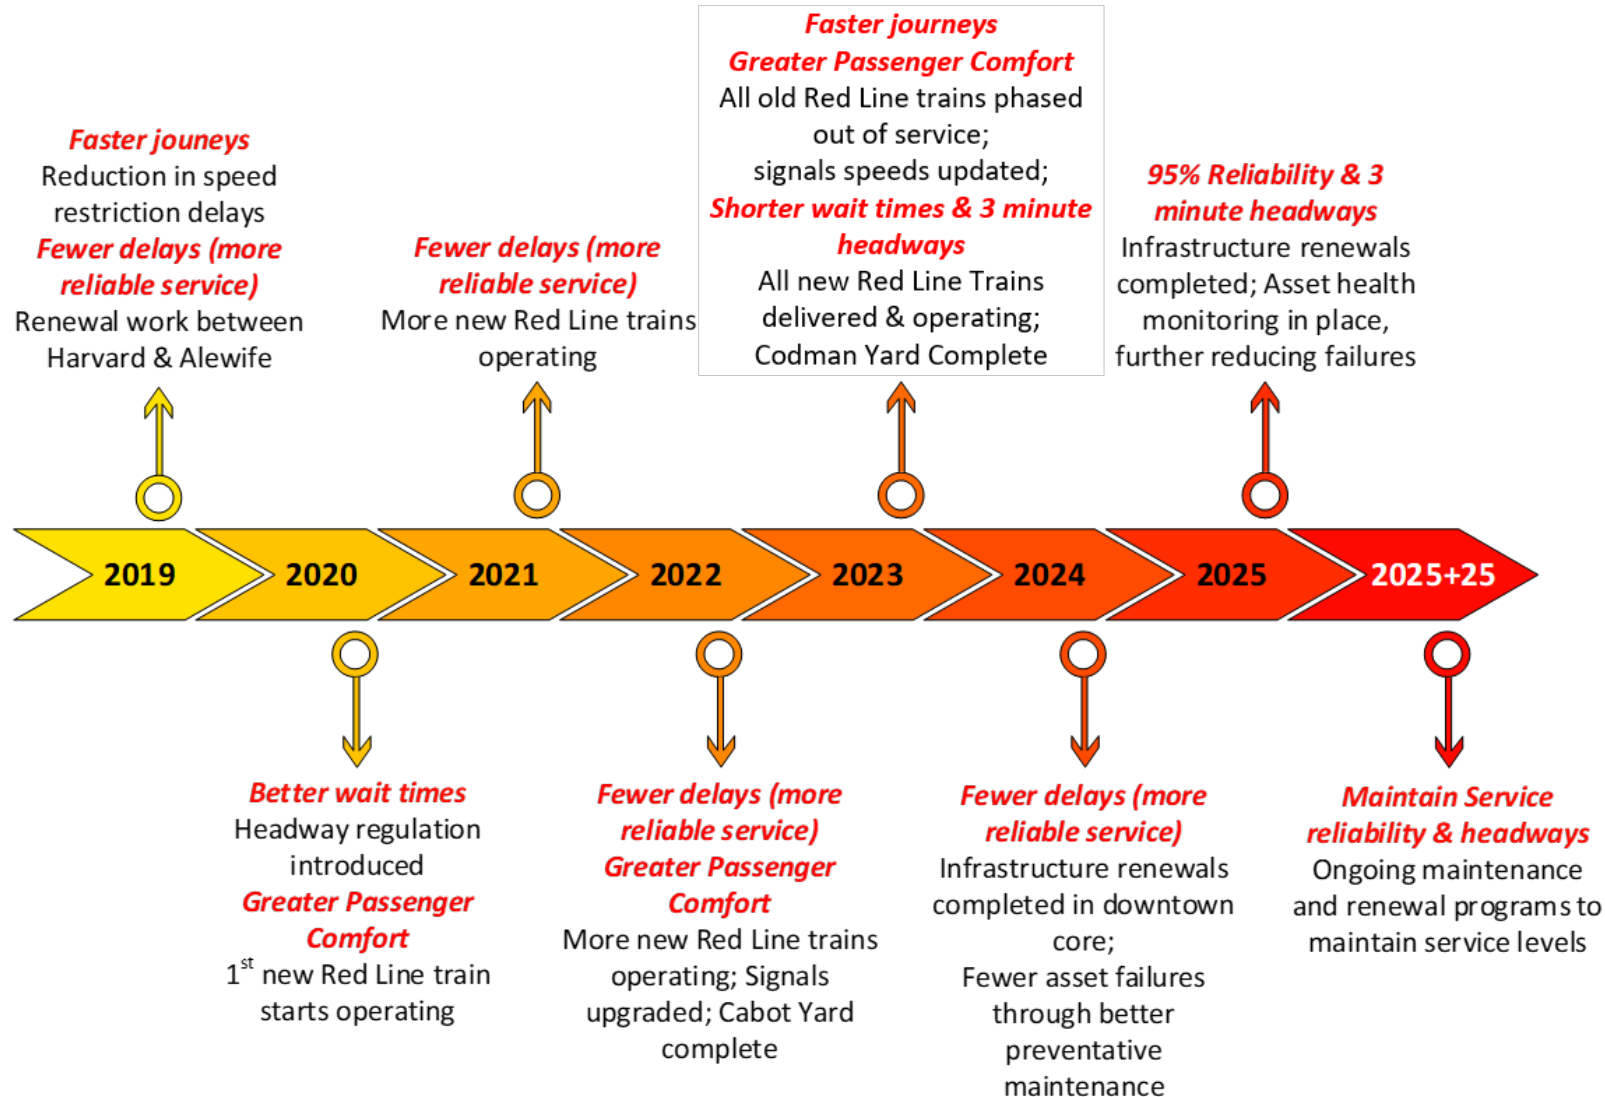 Faster jouneys
Reduction in speed
restriction delays
Fewer delays (more
reliable service)
Renewal work between
Harvard & Alewife
Fewer delays (more
reliable service)
More new Red Line trains
operating
Faster journeys
Greater Passenger Comfort
All old Red Line trains phased
out of service;
signals speeds updated;
Shorter wait times & 3 minute
headways
All new Red Line Trains
delivered & operating;
Codman Yard Complete
95% Reliability & 3
minute headways
Infrastructure renewals
completed; Asset health
monitoring in place,
further reducing failures
2019
2020
2021
2022
2023
2024
2025
2025+25
Better wait times
Headway regulation
introduced
Greater Passenger
Comfort
1st new Red Line train
starts operating
Fewer delays (more
reliable service)
Greater Passenger
Comfort
More new Red Line trains
operating; Signals
upgraded; Cabot Yard
complete
Fewer delays (more
reliable service)
Infrastructure renewals
completed in downtown
core;
Fewer asset failures
through better
preventative
maintenance
Maintain Service
reliability & headways
Ongoing maintenance
and renewal programs to
maintain service levels